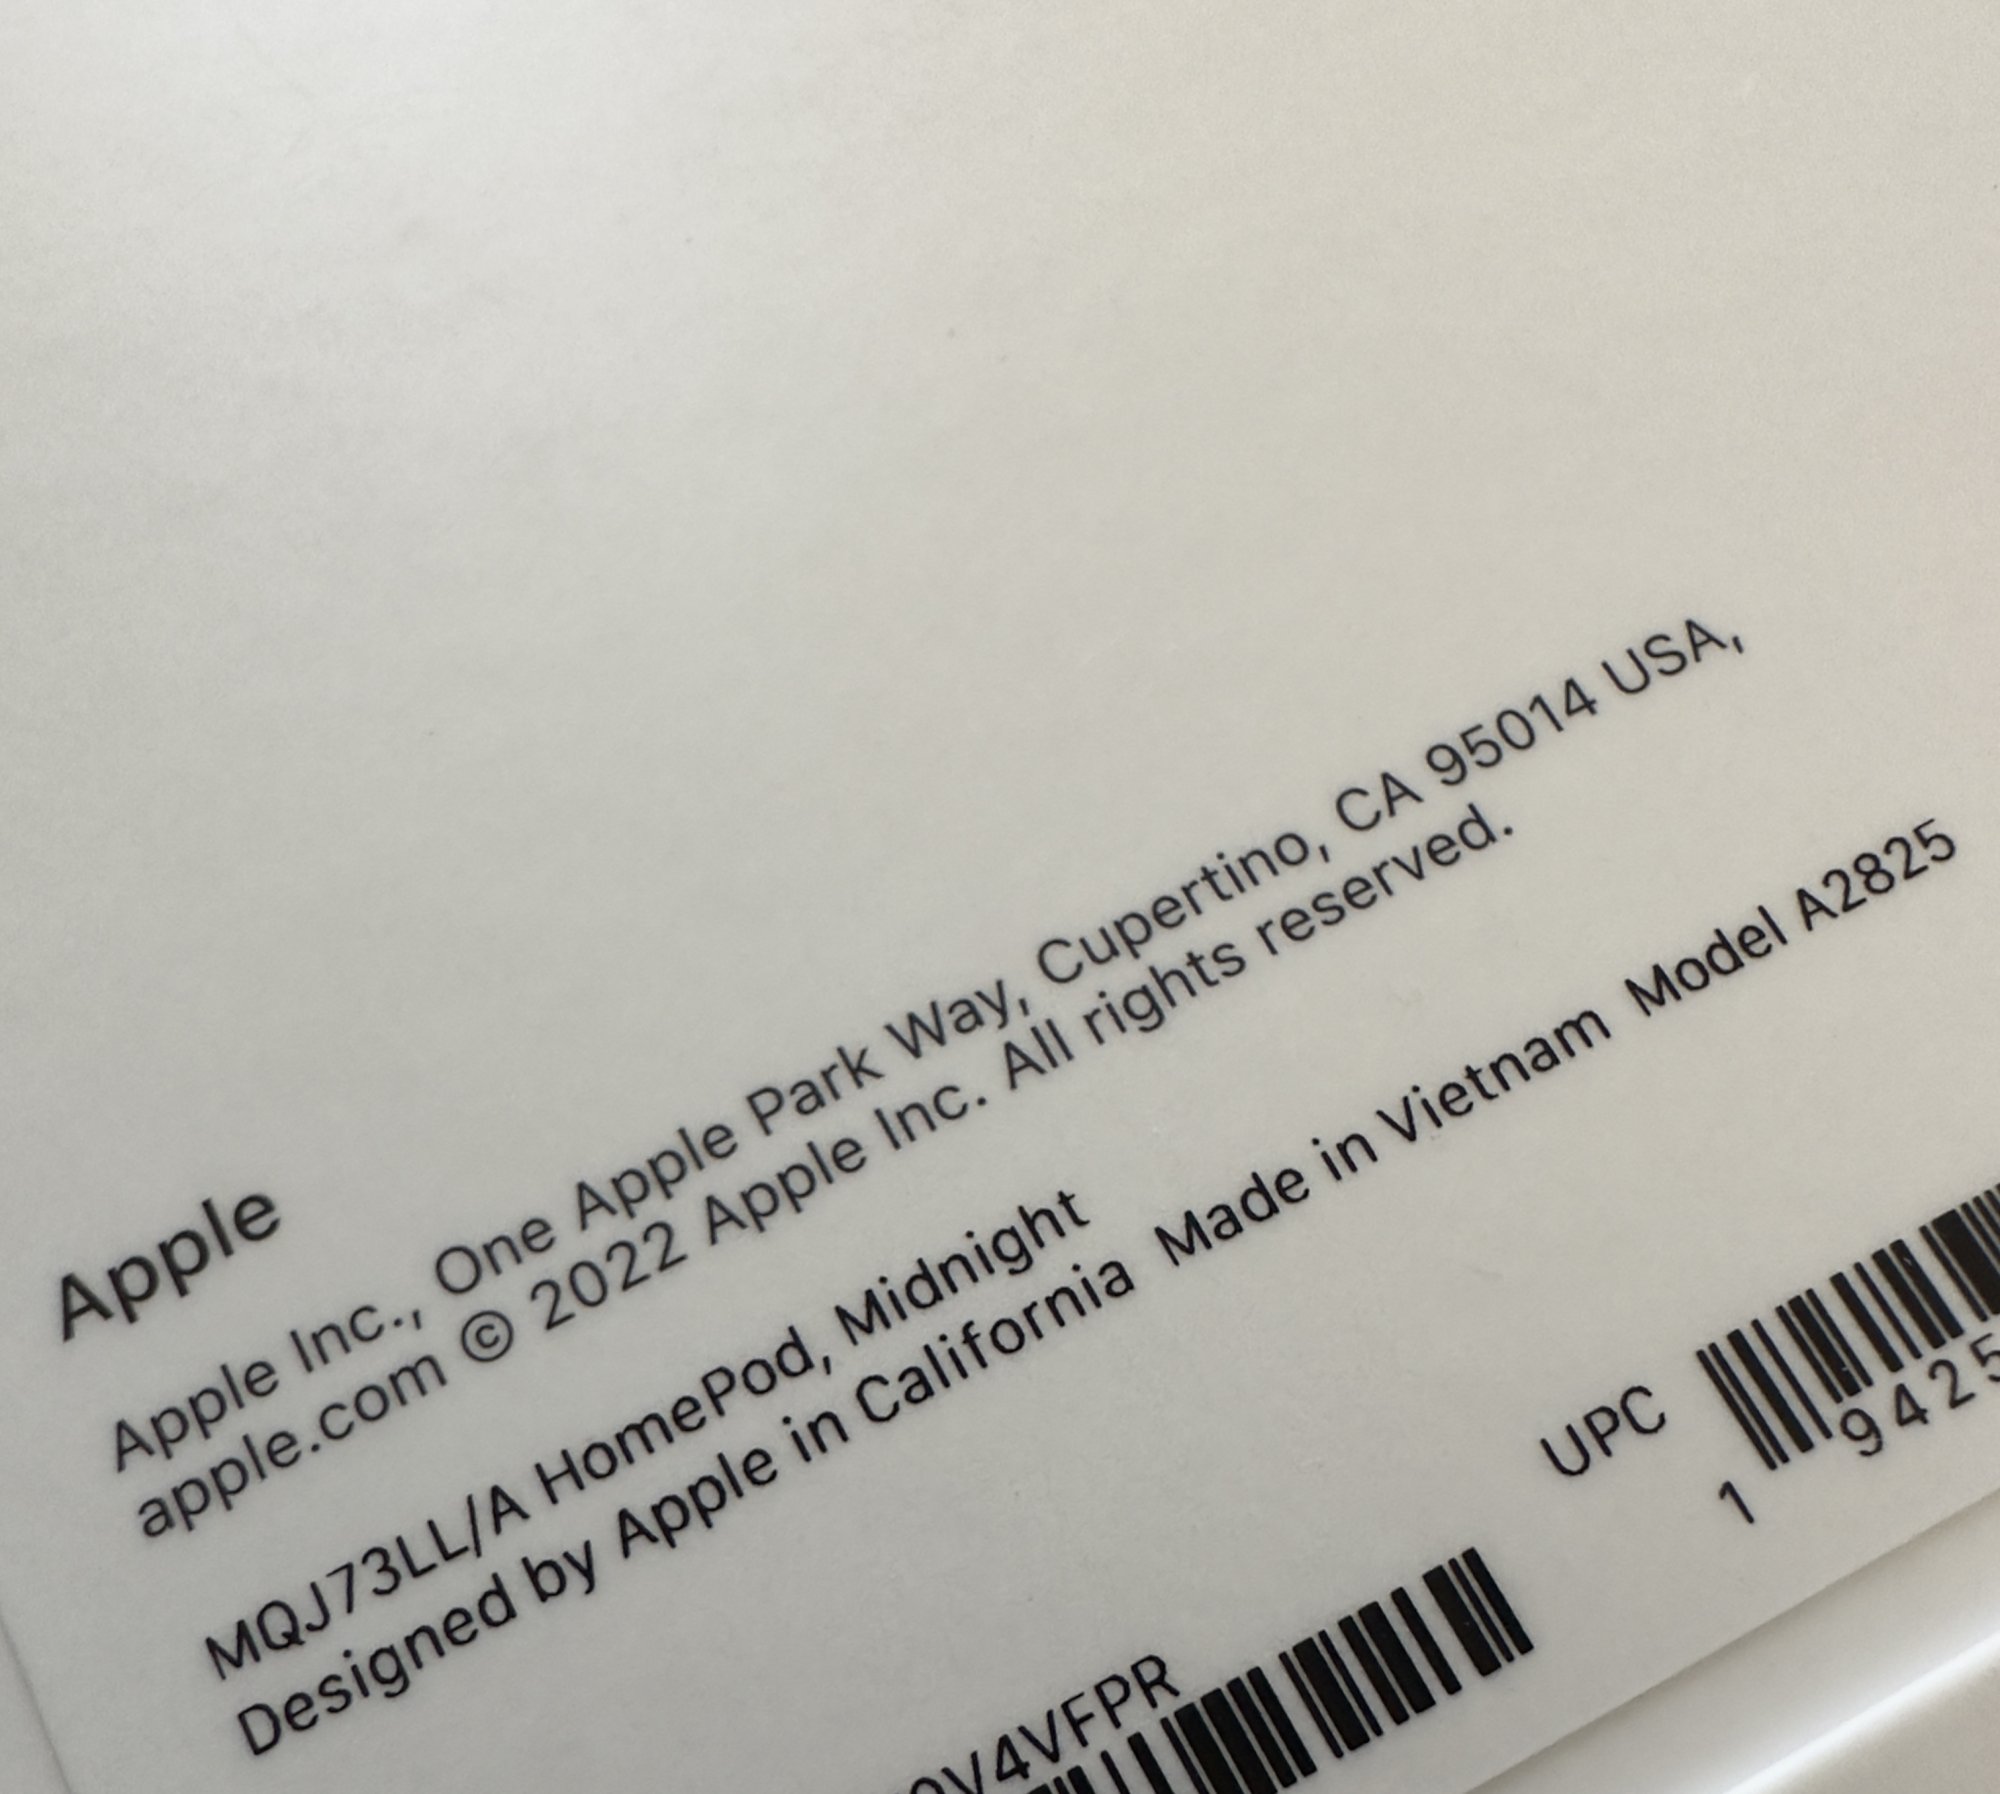 Apple
Apple Inc., One Apple Park Way, Cupertino, CA 95014 USA,
apple.com © 2022 Apple Inc. All rights reserved.
MQJ73LL/A HomePod, Midnight
Designed by Apple in California Made in Vietnam Model A2825
UPC
1 9425
V4VFPR